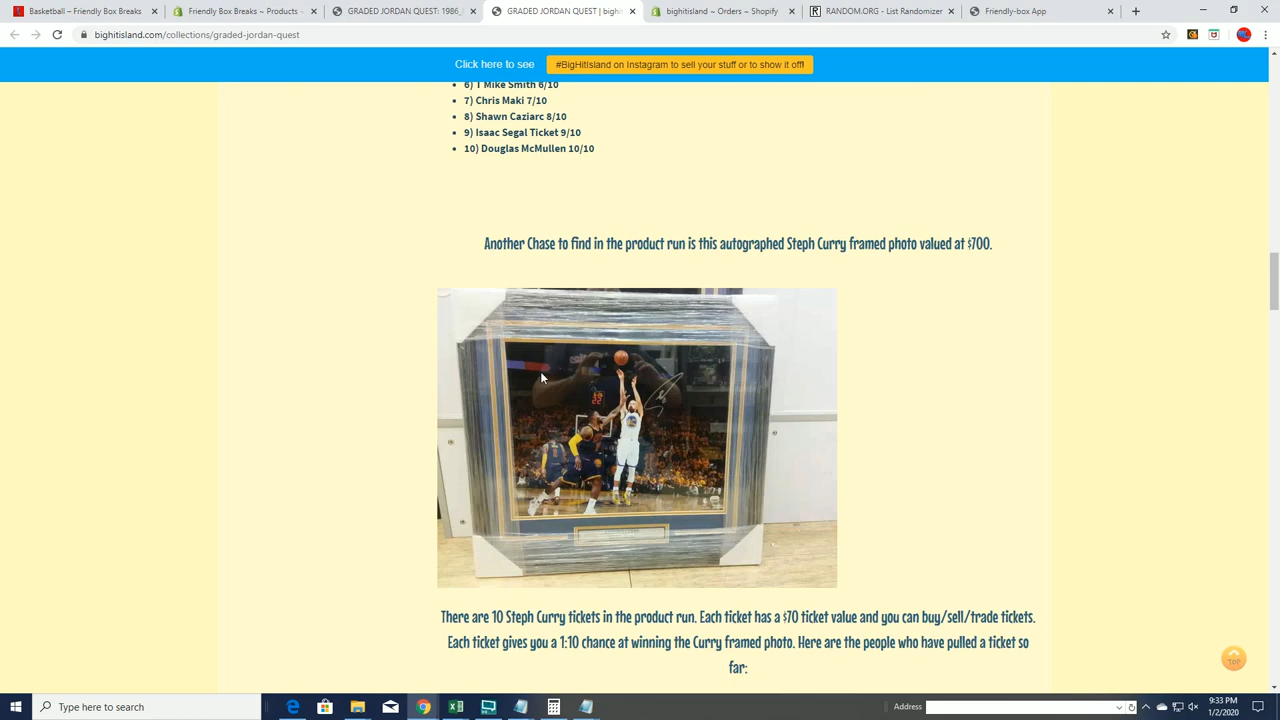 Basketball – Friendly Box Breaks
Friendly Box Breaks ~ Products ~
GRADED JORDAN QUEST: 1986_
GRADED JORDAN QUEST | bigh
bighitisland ~ Orders ~ Shopify
RANDOM.ORG - List Randomizer
Friendly-box App
bighitisland.com/collections/graded-jordan-quest
Click here to see
#BigHitIsland on Instagram to sell your stuff or to show it off!
6) T Mike Smith 6/10
7) Chris Maki 7/10
8) Shawn Caziarc 8/10
9) Isaac Segal Ticket 9/10
10) Douglas McMullen 10/10
Another Chase to find in the product run is this autographed Steph Curry framed photo valued at $700.
There are 10 Steph Curry tickets in the product run. Each ticket has a $70 ticket value and you can buy/sell/trade tickets.
Each ticket gives you a 1:10 chance at winning the Curry framed photo. Here are the people who have pulled a ticket so
far:
TOP
Type here to search
Address
9:33 PM
1/2/2020